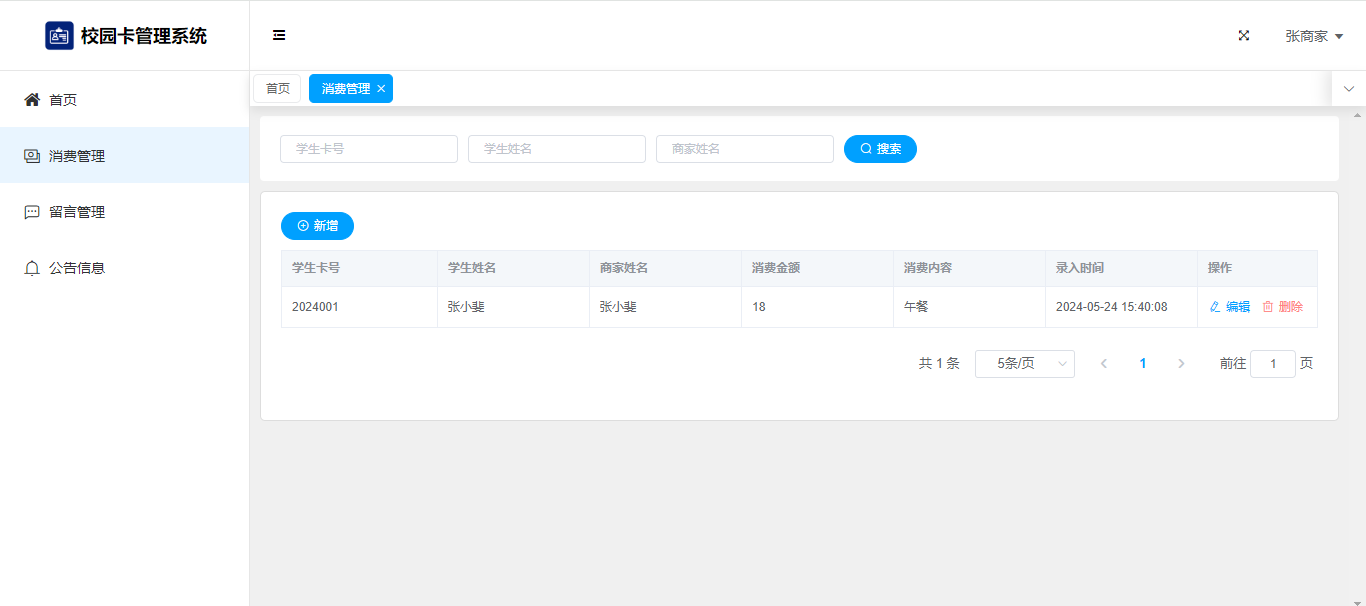 校园卡管理系统
张商家
首页
消费管理
留言管理
公告信息
首页 消费管理
学生卡号 学生姓名 商家姓名 搜索
新增
学生卡号 学生姓名 商家姓名 消费金额 消费内容 录入时间 操作
2024001 张小斐 张小斐 18 午餐 2024-05-24 15:40:08 编辑 删除
共 1 条 5条/页 1 前往 1 页